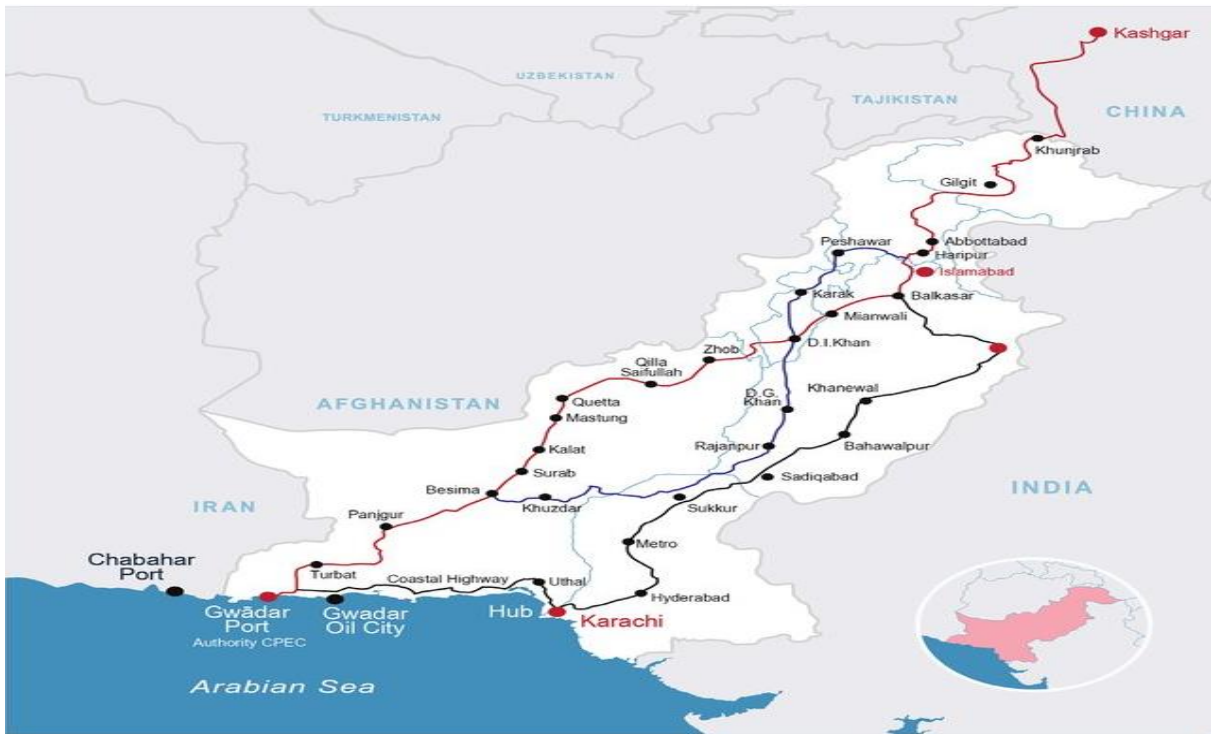 Kashgar
UZBEKISTAN
TAJIKISTAN
CHINA
TURKMENISTAN
Khunjrab
Gilgit
Peshawar
Abbottabad
Haripur
Islamabad
Karak
Balkasar
Mianwali
D.I.Khan
Zhob
Qilla
Saifullah
Khanewal
D.G.
Khan
AFGHANISTAN
Quetta
Mastung
Rajanpur
Bahawalpur
Kalat
Surab
Sadiqabad
Besima
INDIA
IRAN
Khuzdar
Sukkur
Panjgur
Metro
Chabahar
Port
Turbat
Coastal Highway
Uthal
Hyderabad
Gwādar
Port
Authority CPEC
Gwadar
Oil City
Hub
Karachi
Arabian Sea